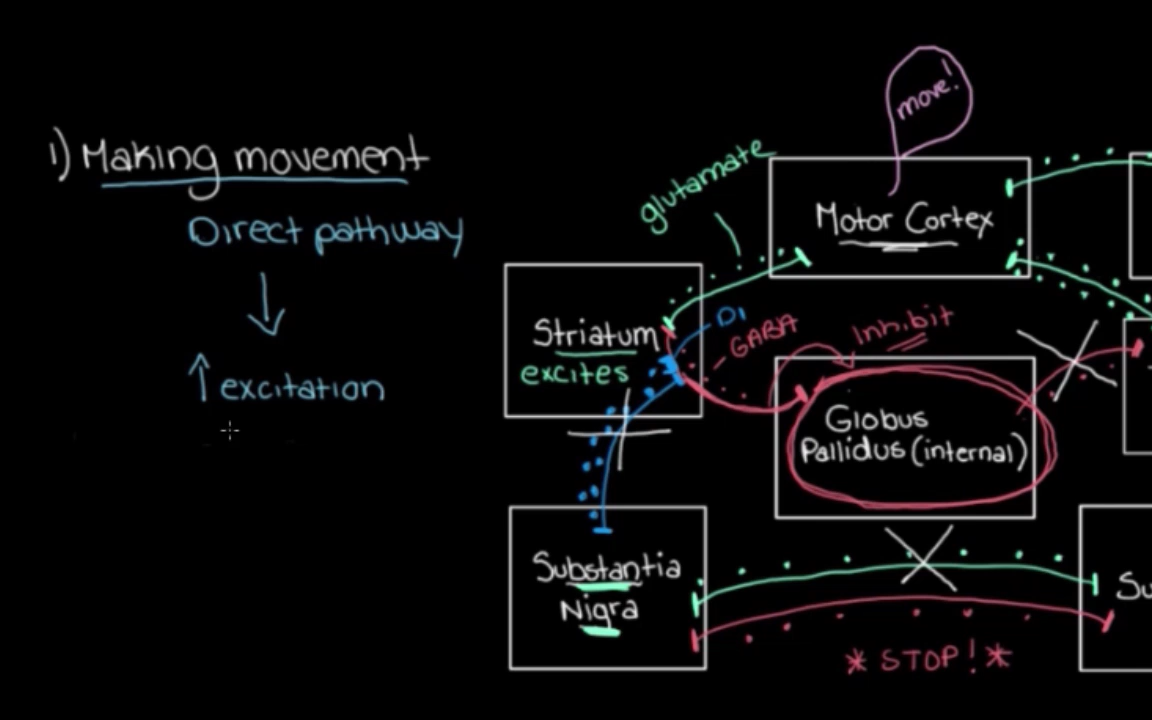 1) Making movement
Direct pathway
↓
↑ excitation
move!
glutamate
Motor Cortex
Striatum
excites
D1
GABA
Inhibit
Globus
Pallidus (internal)
Substantia
Nigra
Su
* STOP! *